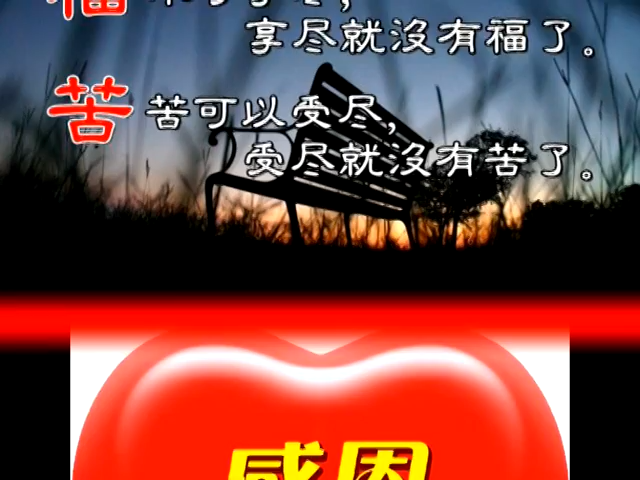 福
享尽就没有福了。
苦 苦可以受尽，
受尽就没有苦了。
感恩